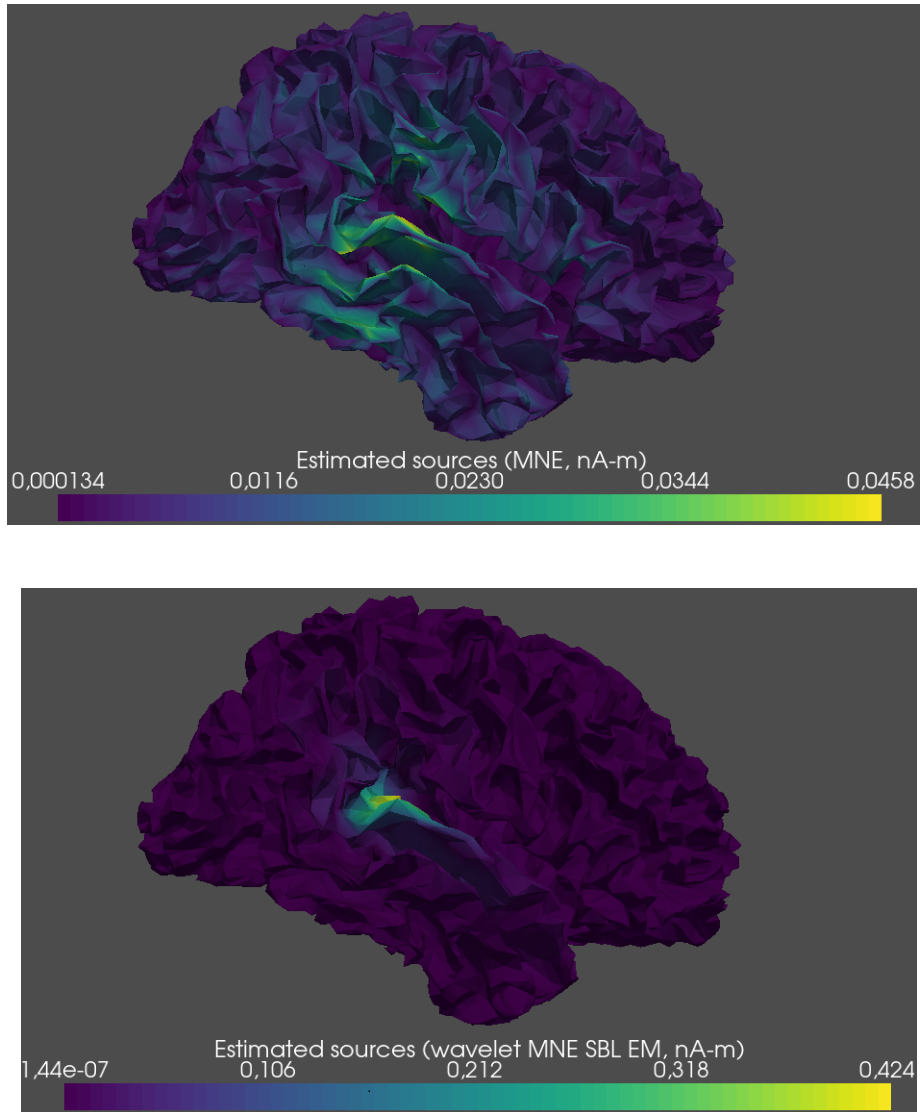 Estimated sources (MNE, nA-m)
0,000134 0,0116 0,0230 0,0344 0,0458
Estimated sources (wavelet MNE SBL EM, nA-m)
1,44e-07 0,106 0,212 0,318 0,424